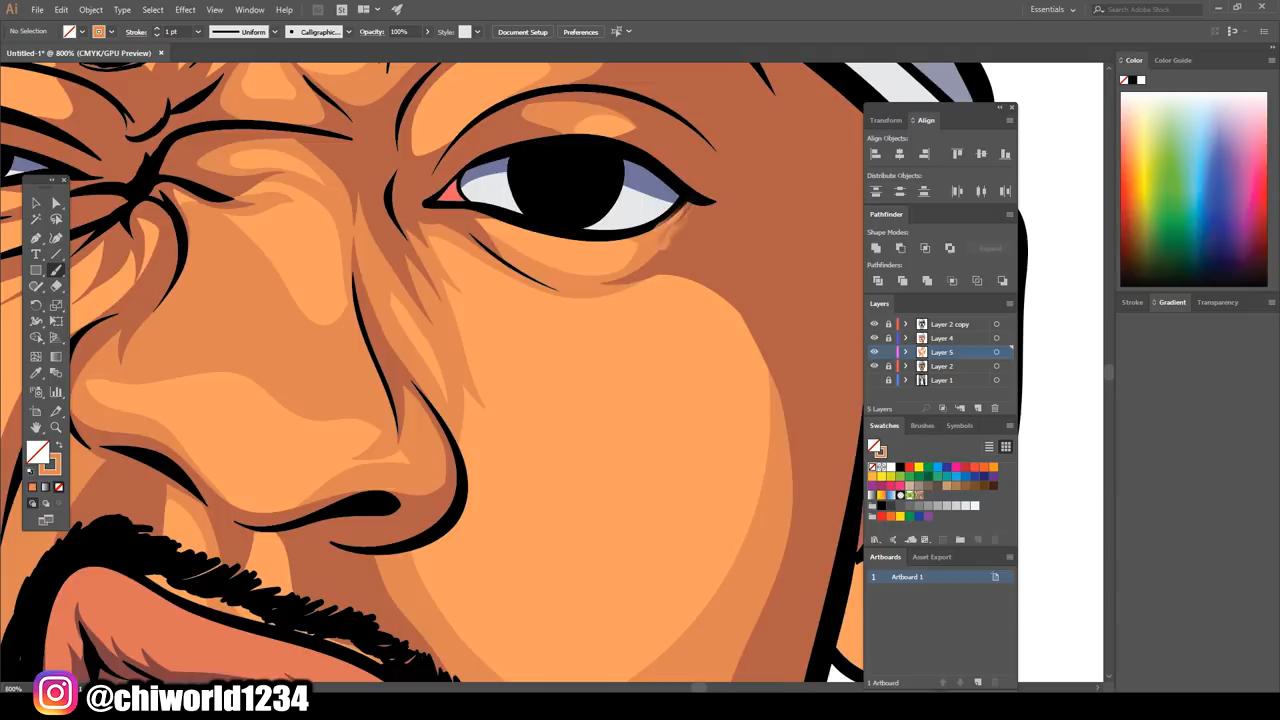 Ai File Edit Object Type Select Effect View Window Help Br St Essentials Search Adobe Stock
No Selection Stroke: 1 pt Uniform Calligraphic... Opacity: 100% Style: Document Setup Preferences
Untitled-1* @ 800% (CMYK/GPU Preview) ×
Color Color Guide
Transform Align
Align Objects:
Distribute Objects:
Pathfinder
Shape Modes:
Expand
Pathfinders:
Layers
Layer 2 copy
Layer 4
Layer 5
Layer 2
Layer 1
5 Layers
Stroke Gradient Transparency
Swatches Brushes Symbols
Artboards Asset Export
1 Artboard 1
1 Artboard
800%
@chiworld1234